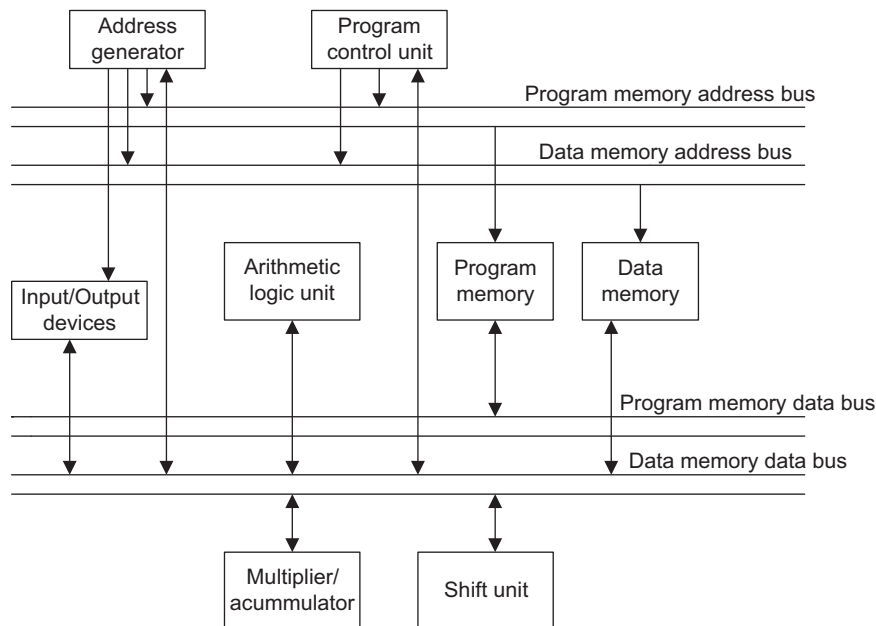 Address
generator
Program
control unit
Program memory address bus
Data memory address bus
Input/Output
devices
Arithmetic
logic unit
Program
memory
Data
memory
Program memory data bus
Data memory data bus
Multiplier/
acummulator
Shift unit